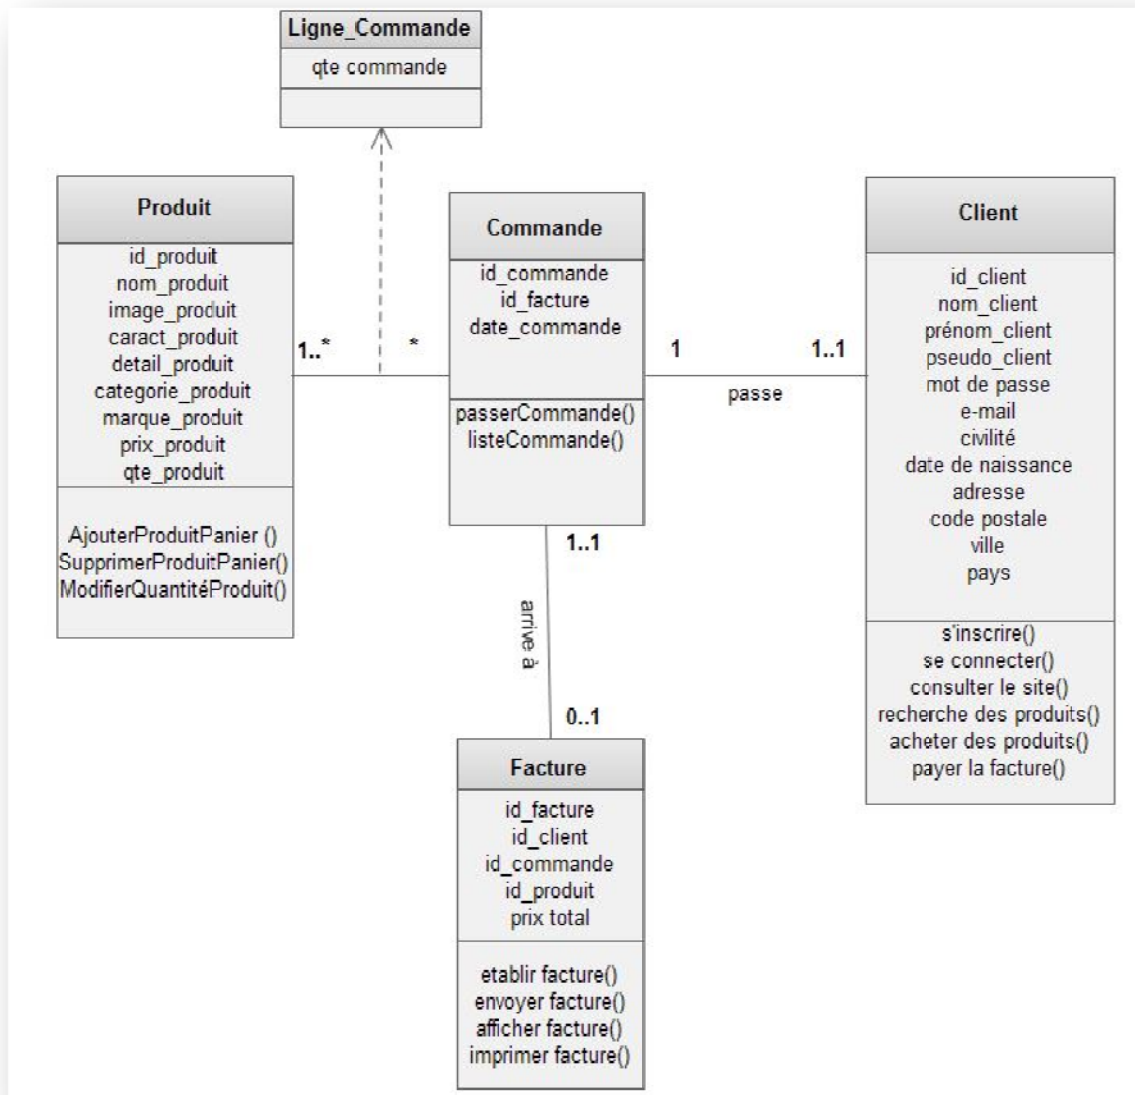 Ligne_Commande
qte commande
Produit
id_produit
nom_produit
image_produit
caract_produit
detail_produit
categorie_produit
marque_produit
prix_produit
qte_produit
AjouterProduitPanier ()
SupprimerProduitPanier()
ModifierQuantitéProduit()
1..*
*
Commande
id_commande
id_facture
date_commande
passerCommande()
listeCommande()
1
1..1
passe
Client
id_client
nom_client
prénom_client
pseudo_client
mot de passe
e-mail
civilité
date de naissance
adresse
code postale
ville
pays
s'inscrire()
se connecter()
consulter le site()
recherche des produits()
acheter des produits()
payer la facture()
1..1
arrive à
0..1
Facture
id_facture
id_client
id_commande
id_produit
prix total
etablir facture()
envoyer facture()
afficher facture()
imprimer facture()